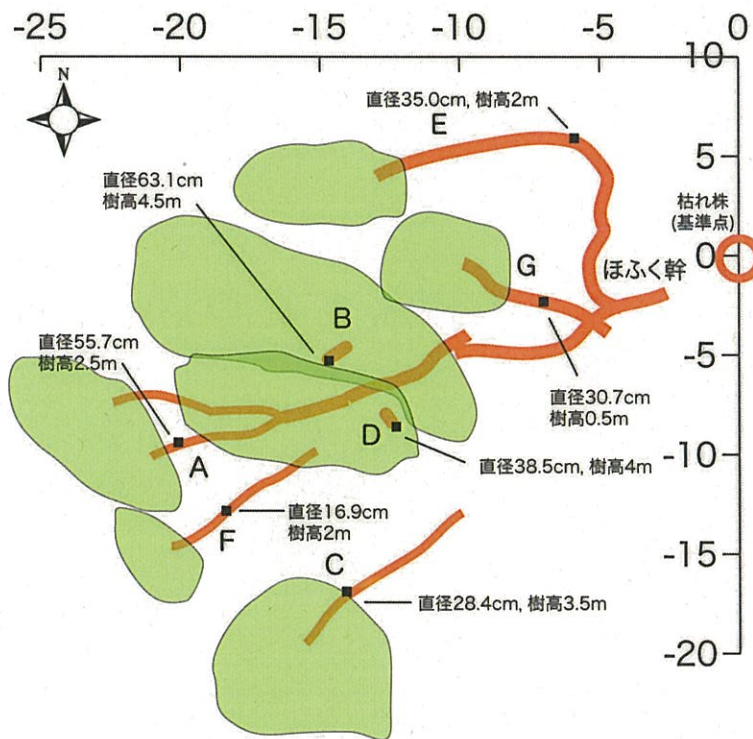 -25
-20
-15
-10
-5
0
10
N
直径35.0cm, 樹高2m
E
5
直径63.1cm
樹高4.5m
枯れ株
(基準点)
0
G
ほふく幹
B
直径55.7cm
樹高2.5m
-5
直径30.7cm
樹高0.5m
A
D
直径38.5cm, 樹高4m
-10
直径16.9cm
樹高2m
F
C
-15
直径28.4cm, 樹高3.5m
-20